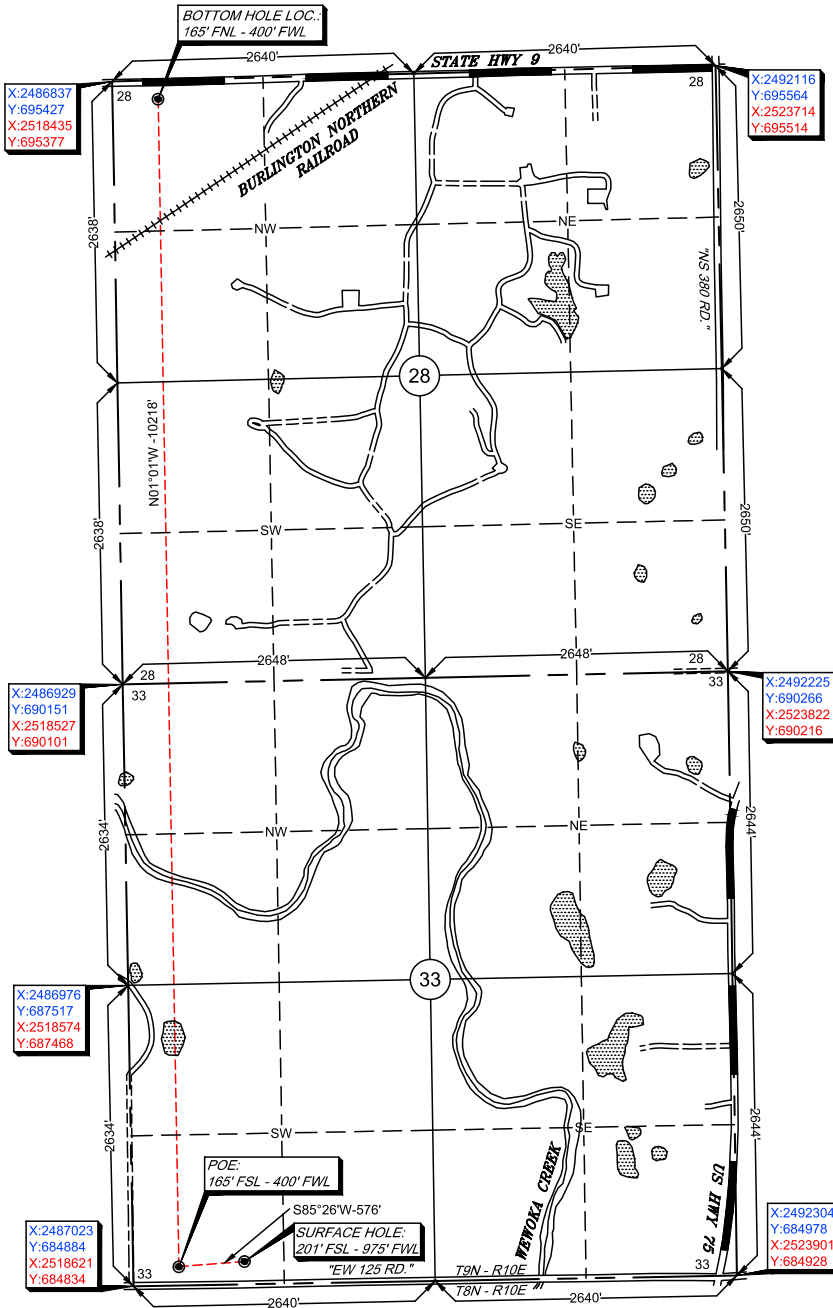 BOTTOM HOLE LOC.:
165' FNL - 400' FWL
2640'
2640'
STATE HWY 9
X:2486837
Y:695427
X:2518435
Y:695377
28
28
X:2492116
Y:695564
X:2523714
Y:695514
BURLINGTON NORTHERN
RAILROAD
NW
NE
2638'
2650'
"NS 380 RD."
28
N01°01'W -10218'
SW
SE
2638'
2650'
2648'
2648'
28
28
33
33
X:2486929
Y:690151
X:2518527
Y:690101
X:2492225
Y:690266
X:2523822
Y:690216
NW
NE
2634'
2644'
33
X:2486976
Y:687517
X:2518574
Y:687468
SW
SE
2634'
2644'
WEWOKA CREEK
US HWY 75
POE:
165' FSL - 400' FWL
S85°26'W-576'
SURFACE HOLE:
201' FSL - 975' FWL
"EW 125 RD."
X:2487023
Y:684884
X:2518621
Y:684834
33
33
X:2492304
Y:684978
X:2523901
Y:684928
T9N - R10E
T8N - R10E
2640'
2640'